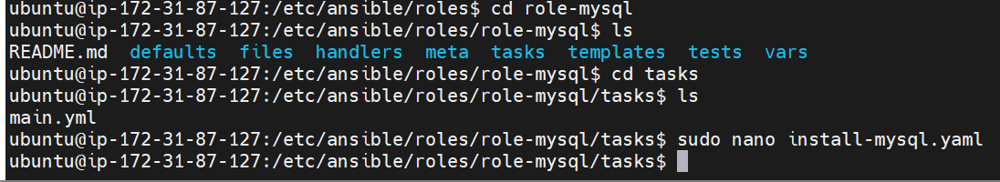 ubuntu@ip-172-31-87-127:/etc/ansible/roles$ cd role-mysql
ubuntu@ip-172-31-87-127:/etc/ansible/roles/role-mysql$ ls
README.md  defaults  files  handlers  meta  tasks  templates  tests  vars
ubuntu@ip-172-31-87-127:/etc/ansible/roles/role-mysql$ cd tasks
ubuntu@ip-172-31-87-127:/etc/ansible/roles/role-mysql/tasks$ ls
main.yml
ubuntu@ip-172-31-87-127:/etc/ansible/roles/role-mysql/tasks$ sudo nano install-mysql.yaml
ubuntu@ip-172-31-87-127:/etc/ansible/roles/role-mysql/tasks$